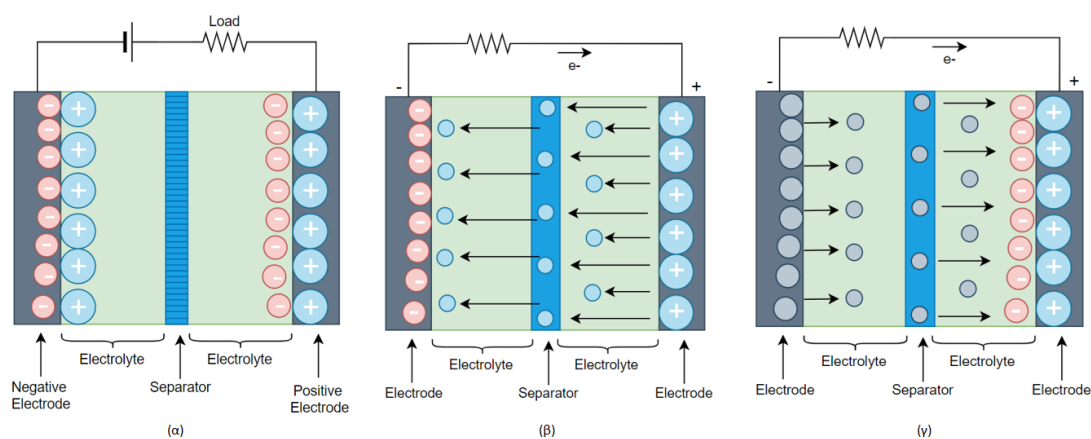 Load
Electrolyte
Electrolyte
Negative
Electrode
Separator
Positive
Electrode
(α)
e-
-
+
Electrolyte
Electrolyte
Electrode
Separator
Electrode
(β)
e-
-
+
Electrolyte
Electrolyte
Electrode
Separator
Electrode
(γ)